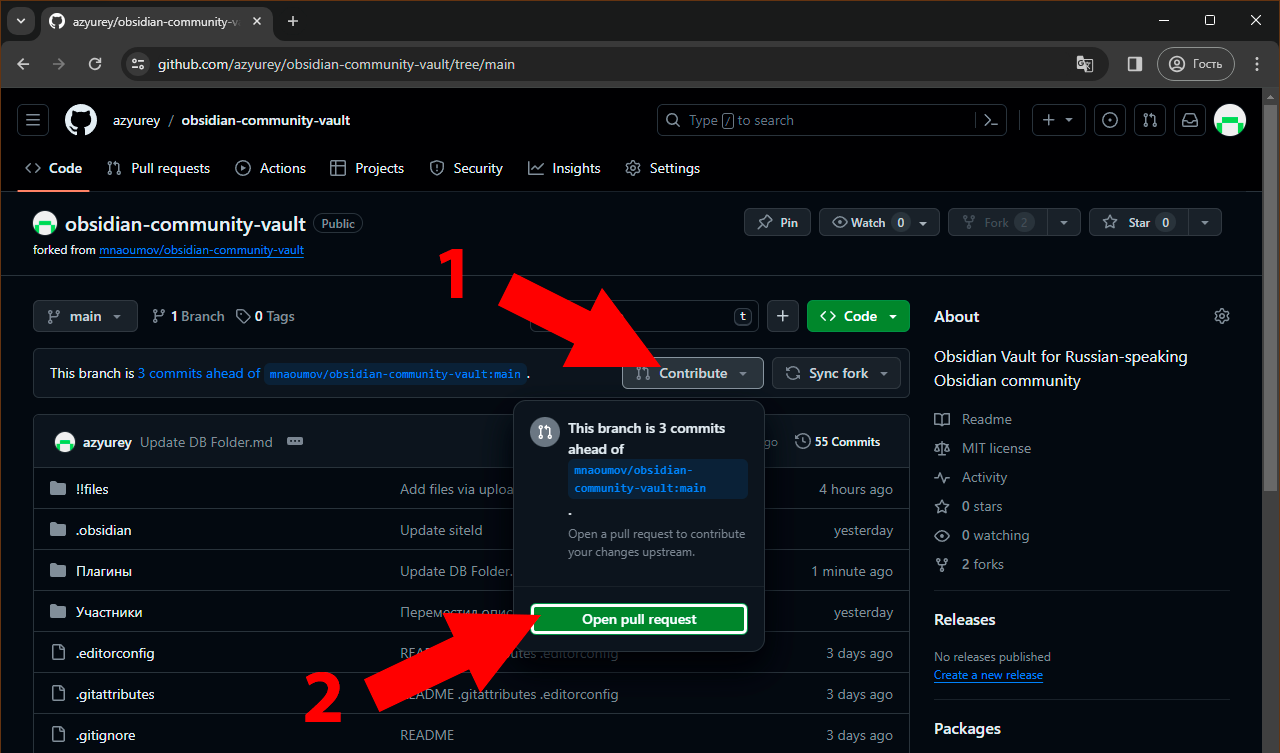 azyurey/obsidian-community-va
github.com/azyurey/obsidian-community-vault/tree/main
Гость
azyurey / obsidian-community-vault
Type / to search
Code
Pull requests
Actions
Projects
Security
Insights
Settings
obsidian-community-vault
Public
Pin
Watch 0
Fork 2
Star 0
forked from mnaoumov/obsidian-community-vault
1
main
1 Branch
0 Tags
t
Code
This branch is 3 commits ahead of mnaoumov/obsidian-community-vault:main .
Contribute
Sync fork
azyurey Update DB Folder.md
go
55 Commits
This branch is 3 commits
ahead of
mnaoumov/obsidian-
community-vault:main
.
Open a pull request to contribute
your changes upstream.
Open pull request
2
!!files
Add files via uploa
4 hours ago
.obsidian
Update siteId
yesterday
Плагины
Update DB Folder.
1 minute ago
Участники
Переместил опис
yesterday
.editorconfig
.editorconfig
3 days ago
.gitattributes
README .gitattributes .editorconfig
3 days ago
.gitignore
README
3 days ago
About
Obsidian Vault for Russian-speaking
Obsidian community
Readme
MIT license
Activity
0 stars
0 watching
2 forks
Releases
No releases published
Create a new release
Packages